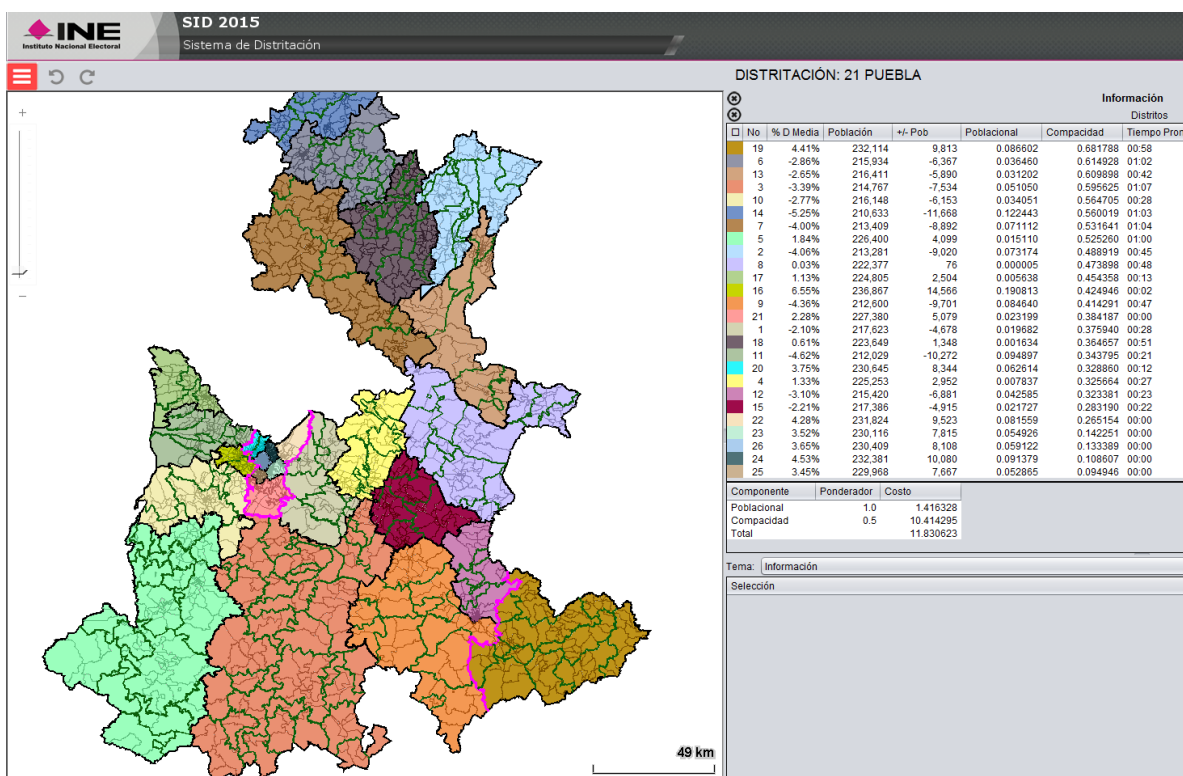 INE
Instituto Nacional Electoral
SID 2015
Sistema de Distritación
DISTRITACIÓN: 21 PUEBLA
Información
Distritos
No % D Media Población +/- Pob Poblacional Compacidad Tiempo Pron
19 4.41% 232,114 9,813 0.086602 0.681788 00:58
6 -2.86% 215,934 -6,367 0.036460 0.614928 01:02
13 -2.65% 216,411 -5,890 0.031202 0.609898 00:42
3 -3.39% 214,767 -7,534 0.051050 0.595625 01:07
10 -2.77% 216,148 -6,153 0.034051 0.564705 00:28
14 -5.25% 210,633 -11,668 0.122443 0.560019 01:03
7 -4.00% 213,409 -8,892 0.071112 0.531641 01:04
5 1.84% 226,400 4,099 0.015110 0.525260 01:00
2 -4.06% 213,281 -9,020 0.073174 0.488919 00:45
8 0.03% 222,377 76 0.000005 0.473898 00:48
17 1.13% 224,805 2,504 0.005638 0.454358 00:13
16 6.55% 236,867 14,566 0.190813 0.424946 00:02
9 -4.36% 212,600 -9,701 0.084640 0.414291 00:47
21 2.28% 227,380 5,079 0.023199 0.384187 00:00
1 -2.10% 217,623 -4,678 0.019682 0.375940 00:28
18 0.61% 223,649 1,348 0.001634 0.364657 00:51
11 -4.62% 212,029 -10,272 0.094897 0.343795 00:21
20 3.75% 230,645 8,344 0.062614 0.328860 00:12
4 1.33% 225,253 2,952 0.007837 0.325664 00:27
12 -3.10% 215,420 -6,881 0.042585 0.323381 00:23
15 -2.21% 217,386 -4,915 0.021727 0.283190 00:22
22 4.28% 231,824 9,523 0.081559 0.265154 00:00
23 3.52% 230,116 7,815 0.054926 0.142251 00:00
26 3.65% 230,409 8,108 0.059122 0.133389 00:00
24 4.53% 232,381 10,080 0.091379 0.108607 00:00
25 3.45% 229,968 7,667 0.052865 0.094946 00:00
Componente Ponderador Costo
Poblacional 1.0 1.416328
Compacidad 0.5 10.414295
Total 11.830623
Tema: Información
Selección
49 km